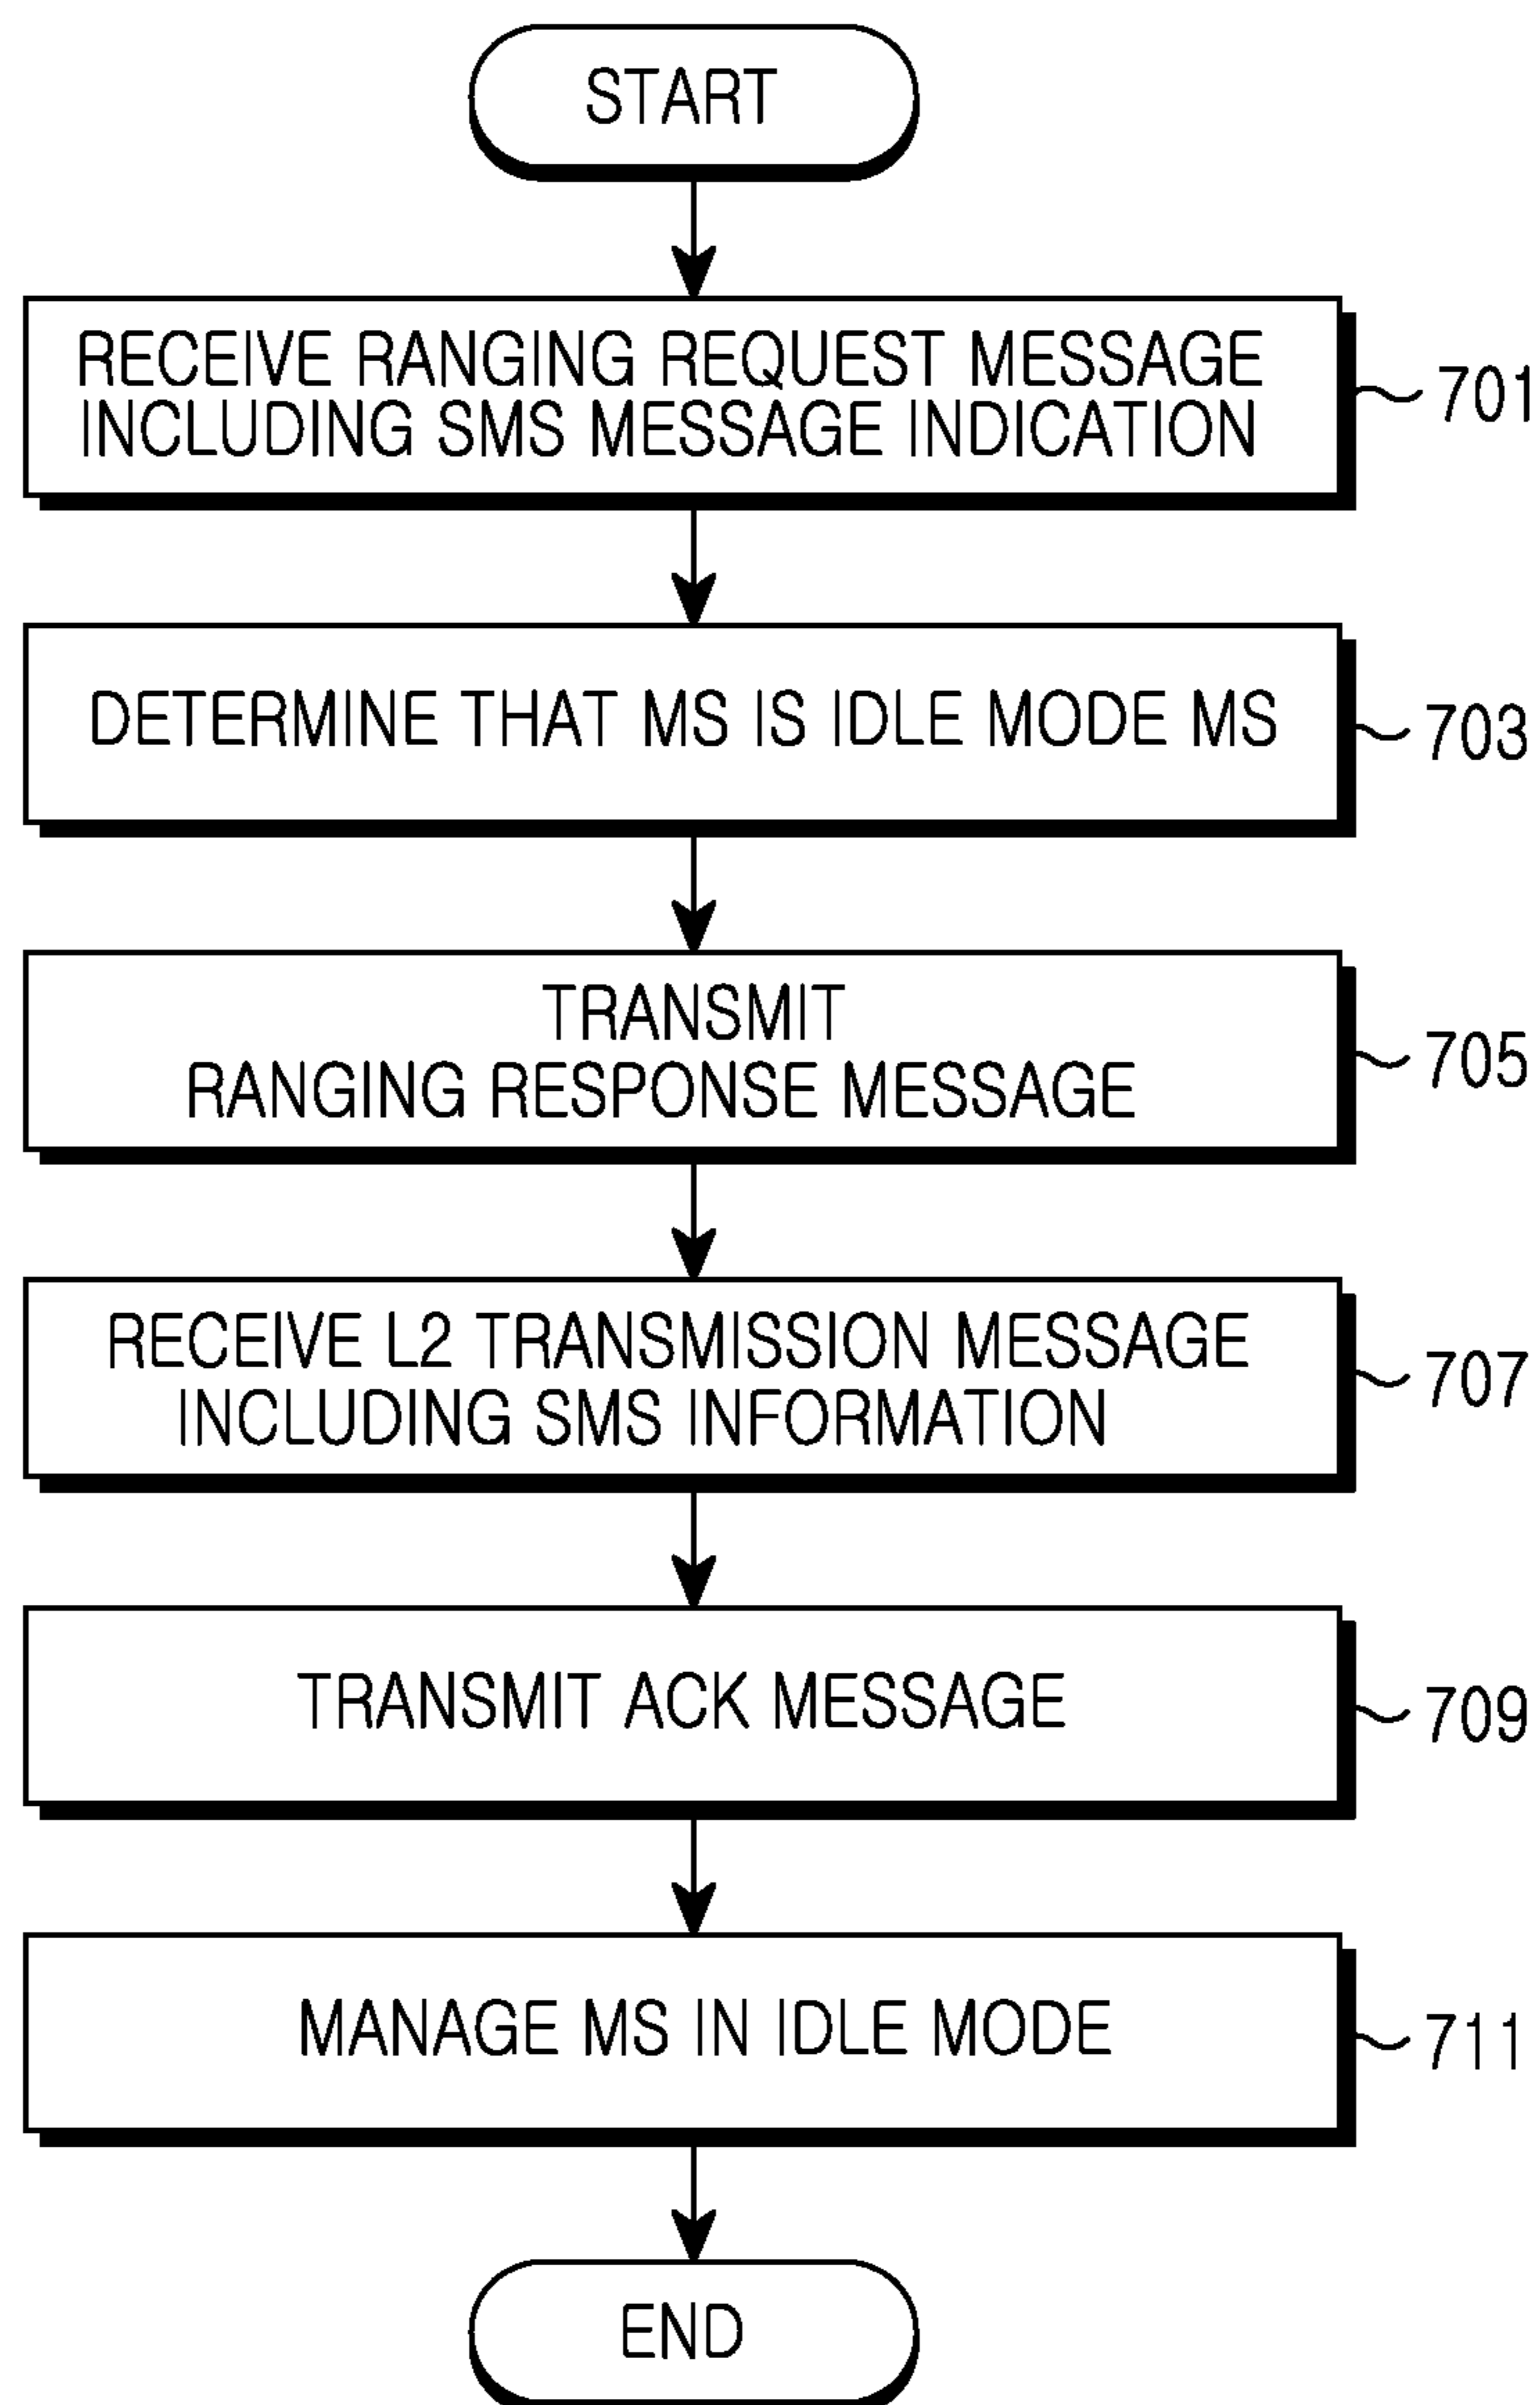 START
RECEIVE RANGING REQUEST MESSAGE
INCLUDING SMS MESSAGE INDICATION
701
DETERMINE THAT MS IS IDLE MODE MS
703
TRANSMIT
RANGING RESPONSE MESSAGE
705
RECEIVE L2 TRANSMISSION MESSAGE
INCLUDING SMS INFORMATION
707
TRANSMIT ACK MESSAGE
709
MANAGE MS IN IDLE MODE
711
END